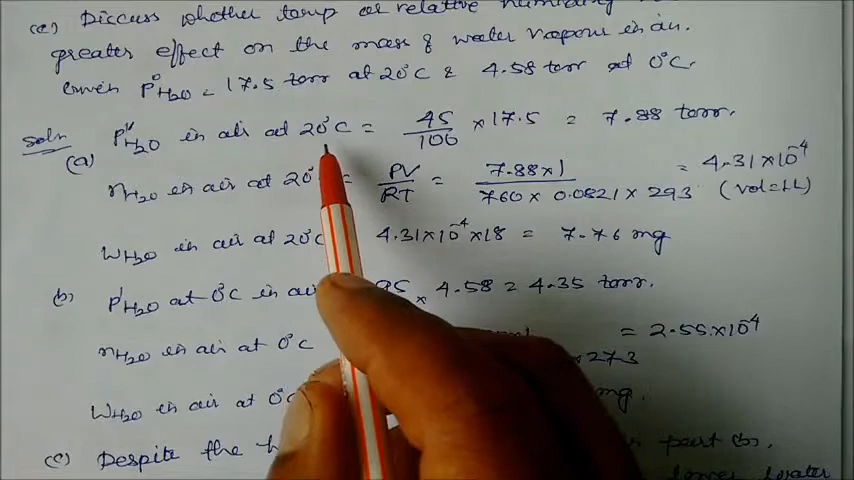 (c) Discuss whether temp or relative humidity
greater effect on the mass of water vapour in air.
Given P°H2O = 17.5 torr at 20°C & 4.58 torr at 0°C.
Soln
(a) P'H2O in air at 20°C = 45/100 × 17.5 = 7.88 torr.
nH2O in air at 20° = PV/RT = 7.88×1/760 × 0.0821 × 293 = 4.31×10^-4 (Vol=1L)
WH2O in air at 20°C 4.31×10^-4×18 = 7.76 mg
(b) P'H2O at 0°C in air 95 × 4.58 = 4.35 torr.
nH2O in air at 0°C ×273 = 2.55×10^-4
WH2O in air at 0°C mg.
(c) Despite the part (b),
lower water